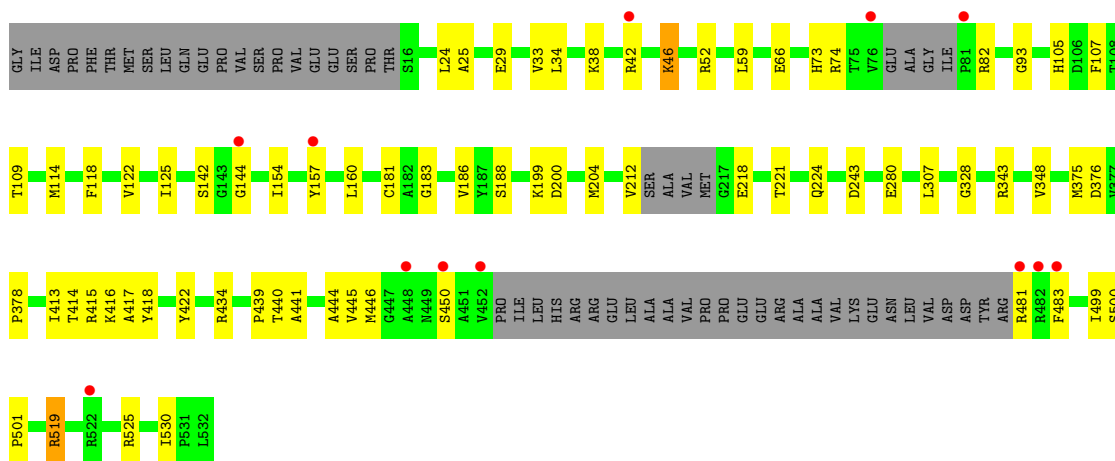 GLY ILE ASP PRO PHE THR MET SER LEU GLN GLU PRO VAL SER PRO VAL GLU GLU SER PRO THR S16 L24 A25 E29 V33 L34 K38 R42 K46 R52 L59 E66 H73 R74 T75 V76 GLU ALA GLY ILE P81 R82 G93 H105 D106 F107 T108
T109 M114 F118 V122 I125 S142 G143 G144 I154 Y157 L160 C181 A182 G183 V186 Y187 S188 K199 D200 M204 V212 SER ALA VAL MET G217 E218 T221 Q224 D243 E280 L307 G328 R343 V348 M375 D376 V377
P378 I413 T414 R415 K416 A417 Y418 Y422 R434 P439 T440 A441 A444 V445 M446 G447 A448 N449 S450 A451 V452 PRO ILE LEU HIS ARG ARG GLU LEU ALA ALA VAL PRO PRO GLU GLU ARG ALA ALA VAL LYS GLU ASN LEU VAL ASP ASP TYR ARG R481 R482 F483 I499 S500
P501 R519 R522 R525 I530 P531 L532